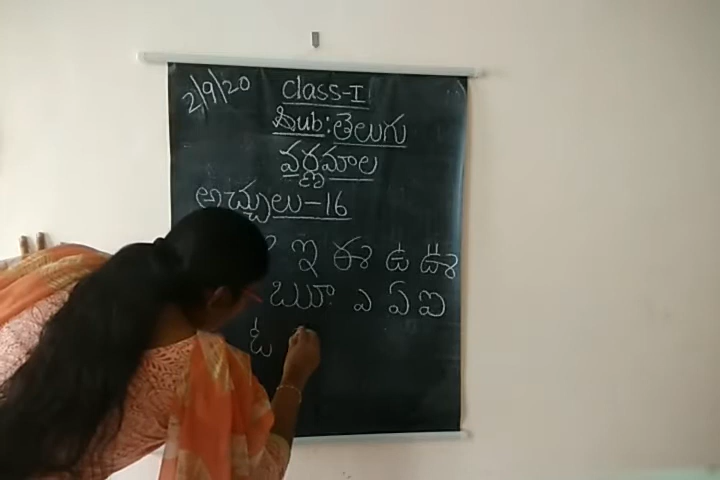 2/9/20
Class-I
Sub:తెలుగు
వర్ణమాల
అచ్చులు-16
ఇ ఈ ఉ ఊ
ఋూ ఎ ఏ ఐ
ఓ